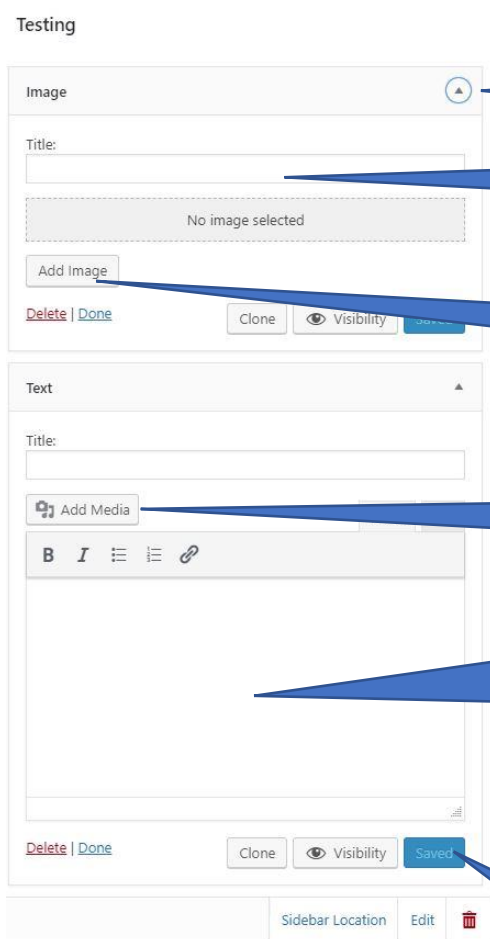 Testing
Image
Title:
No image selected
Add Image
Delete | Done
Clone
Visibility
Saved
Text
Title:
Add Media
B I
Delete | Done
Clone
Visibility
Saved
Sidebar Location
Edit